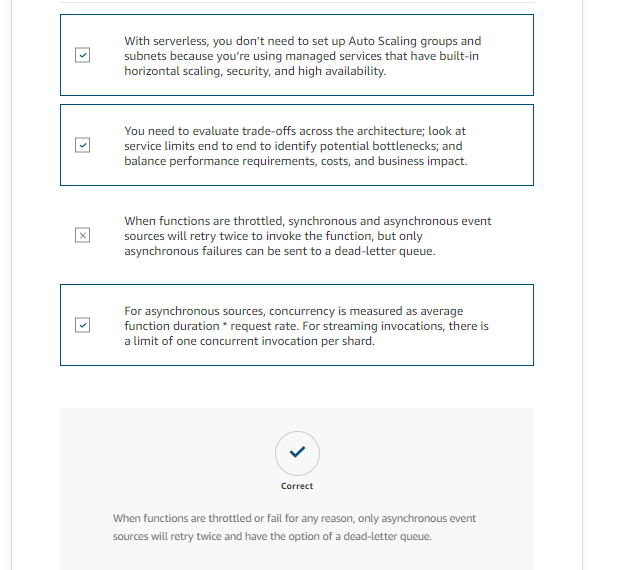 With serverless, you don't need to set up Auto Scaling groups and
subnets because you're using managed services that have built-in
horizontal scaling, security, and high availability.
You need to evaluate trade-offs across the architecture; look at
service limits end to end to identify potential bottlenecks; and
balance performance requirements, costs, and business impact.
When functions are throttled, synchronous and asynchronous event
sources will retry twice to invoke the function, but only
asynchronous failures can be sent to a dead-letter queue.
For asynchronous sources, concurrency is measured as average
function duration * request rate. For streaming invocations, there is
a limit of one concurrent invocation per shard.
Correct
When functions are throttled or fail for any reason, only asynchronous event
sources will retry twice and have the option of a dead-letter queue.